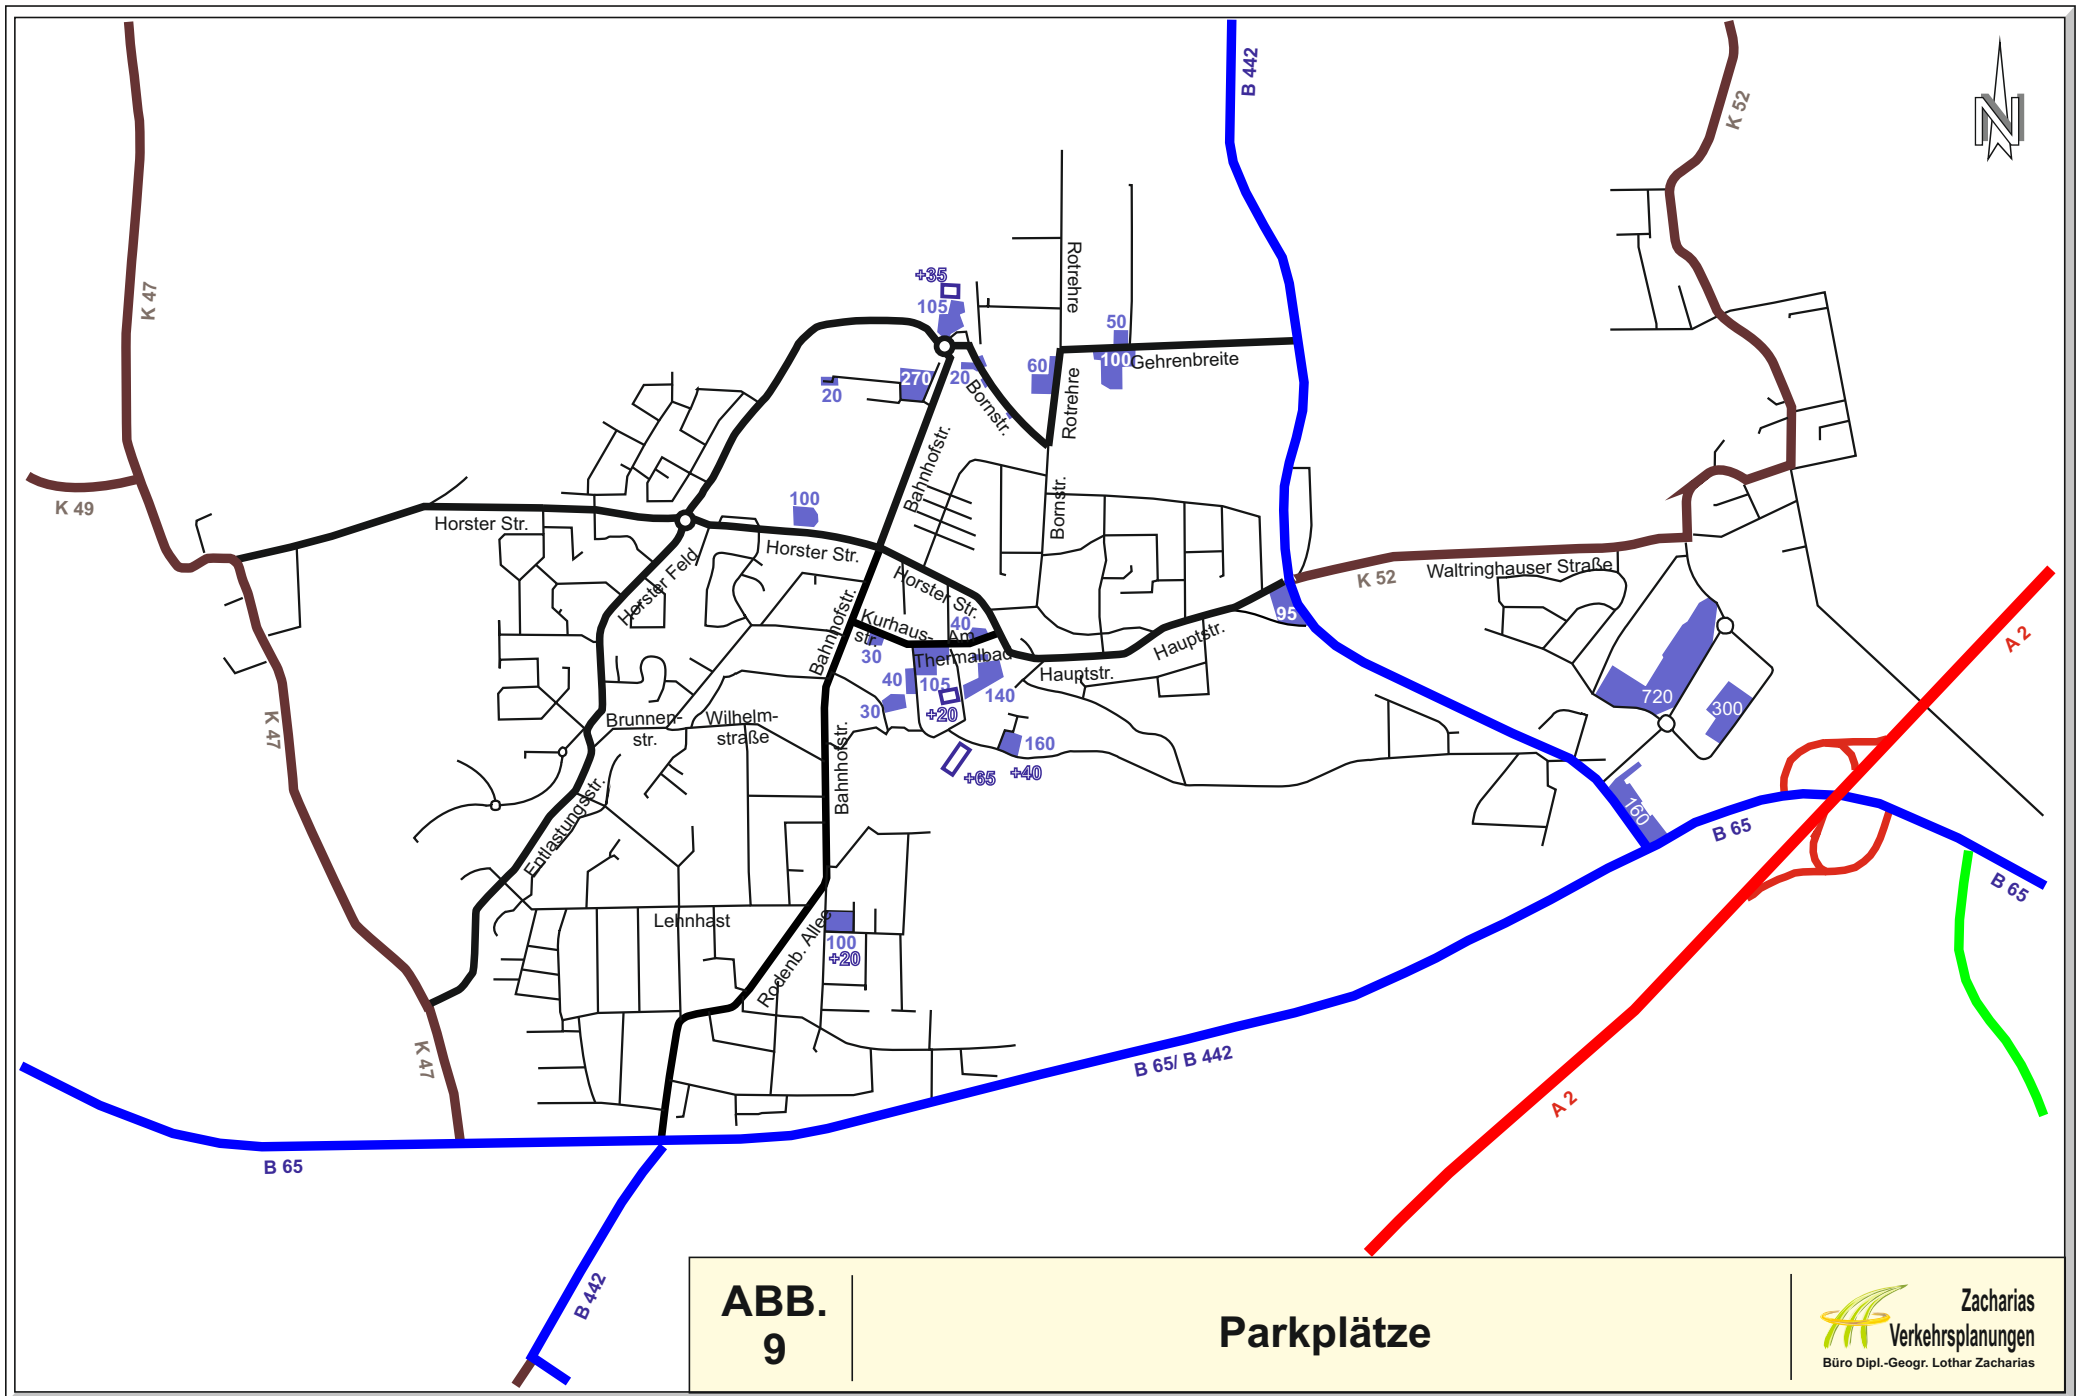 B 442
K 52
N
K 47
Rotrehre
+35
105
50
100
Gehrenbreite
60
270
20
20
Bornstr.
Rotrehre
Bahnhofstr.
K 49
Horster Str.
100
Horster Str.
Bornstr.
Horster Feld
Horster Str.
K 52
Waltringhauser Straße
95
Bahnhofstr.
Kurhaus-
str.
40
Am
Thermalbad
30
Hauptstr.
Hauptstr.
A 2
40
105
140
30
+20
720
300
K 47
Brunnen-
str.
Wilhelm-
straße
Bahnhofstr.
160
+40
+65
160
B 65
Entlastungsstr.
B 65
Lehnhast
Rodenb. Allee
100
+20
K 47
B 65/ B 442
A 2
B 65
B 442
ABB.
9
Parkplätze
Zacharias
Verkehrsplanungen
Büro Dipl.-Geogr. Lothar Zacharias